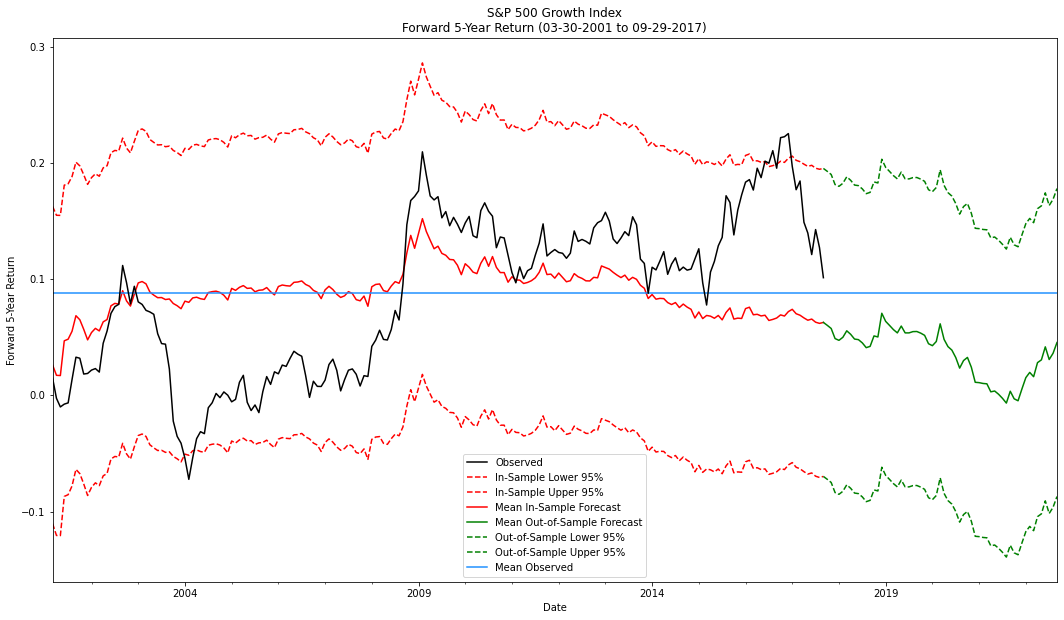 S&P 500 Growth Index
Forward 5-Year Return (03-30-2001 to 09-29-2017)
0.3
0.2
0.1
0.0
−0.1
Forward 5-Year Return
Observed
In-Sample Lower 95%
In-Sample Upper 95%
Mean In-Sample Forecast
Mean Out-of-Sample Forecast
Out-of-Sample Lower 95%
Out-of-Sample Upper 95%
Mean Observed
2004 2009 2014 2019
Date